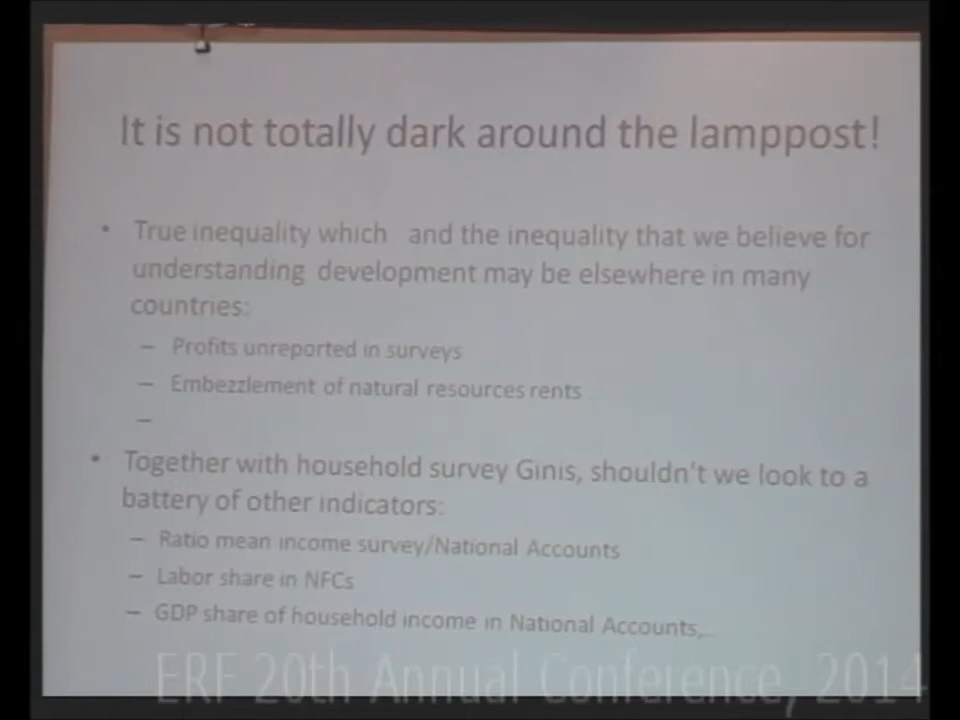 It is not totally dark around the lamppost!
• True inequality which and the inequality that we believe for
understanding development may be elsewhere in many
countries:
– Profits unreported in surveys
– Embezzlement of natural resources rents
–
• Together with household survey Ginis, shouldn't we look to a
battery of other indicators:
– Ratio mean income survey/National Accounts
– Labor share in NFCs
– GDP share of household income in National Accounts,...
ERF 20th Annual Conference, 2014